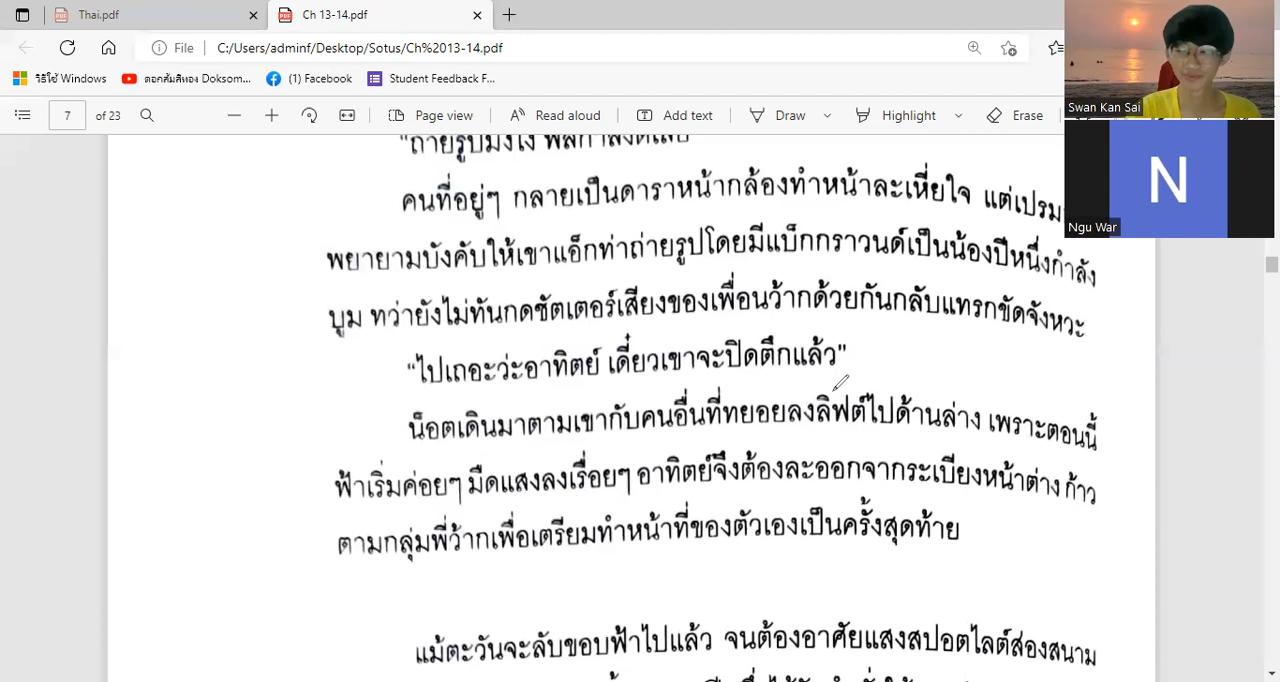 Thai.pdf
Ch 13-14.pdf
File C:/Users/adminf/Desktop/Sotus/Ch%2013-14.pdf
วิธีใช้ Windows ดอกส้มสีทอง Doksom... (1) Facebook Student Feedback F...
7 of 23 Page view Read aloud Add text Draw Highlight Erase
Swan Kan Sai
N
Ngu War
คนที่อยู่ๆ กลายเป็นดาราหน้ากล้องทำหน้าละเหี่ยใจ แต่เปรม
พยายามบังคับให้เขาแอ็กท่าถ่ายรูปโดยมีแบ็กกราวนด์เป็นน้องปีหนึ่งกำลัง
บูม ทว่ายังไม่ทันกดชัตเตอร์เสียงของเพื่อนว้ากด้วยกันกลับแทรกขัดจังหวะ
"ไปเถอะว่ะอาทิตย์ เดี๋ยวเขาจะปิดตึกแล้ว"
น็อตเดินมาตามเขากับคนอื่นที่ทยอยลงลิฟต์ไปด้านล่าง เพราะตอนนี้
ฟ้าเริ่มค่อยๆ มืดแสงลงเรื่อยๆ อาทิตย์จึงต้องละออกจากระเบียงหน้าต่าง ก้าว
ตามกลุ่มพี่ว้ากเพื่อเตรียมทำหน้าที่ของตัวเองเป็นครั้งสุดท้าย
แม้ตะวันจะลับขอบฟ้าไปแล้ว จนต้องอาศัยแสงสปอตไลต์ส่องสนาม